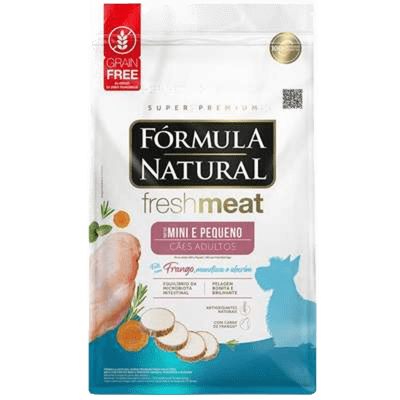 GRAIN
FREE
SUPER PREMIUM
FÓRMULA
NATURAL
freshmeat
MINI E PEQUENO
CÃES ADULTOS
Frango, mandioca e alecrim
EQUILÍBRIO DA
MICROBIOTA
INTESTINAL
PELAGEM
BONITA E
BRILHANTE
ANTIOXIDANTES
NATURAIS
COM CARNE
DE FRANGO